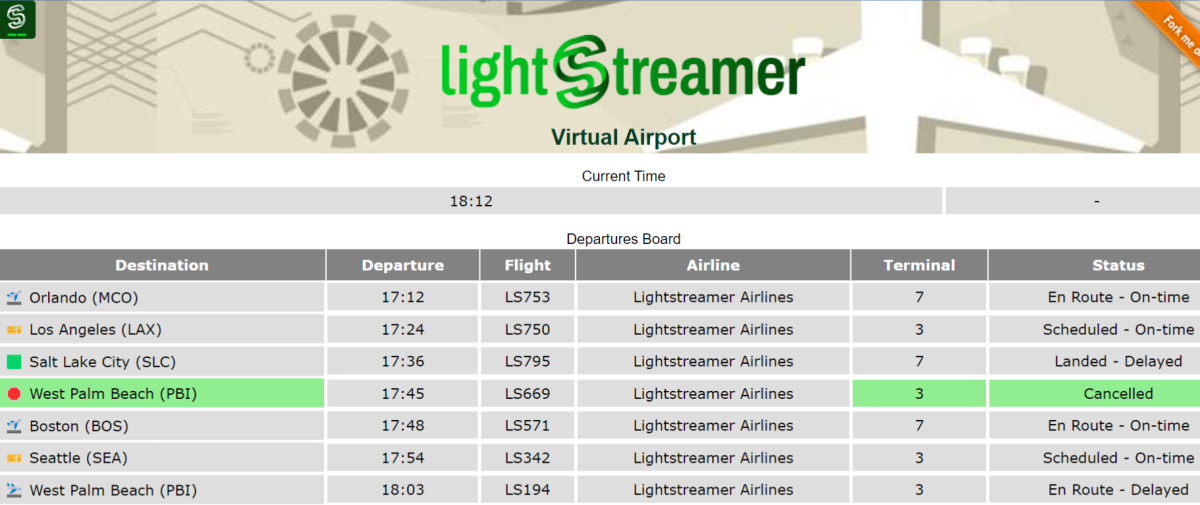 Fork me o
lightStreamer
Virtual Airport
Current Time
18:12 -
Departures Board
Destination Departure Flight Airline Terminal Status
Orlando (MCO) 17:12 LS753 Lightstreamer Airlines 7 En Route - On-time
Los Angeles (LAX) 17:24 LS750 Lightstreamer Airlines 3 Scheduled - On-time
Salt Lake City (SLC) 17:36 LS795 Lightstreamer Airlines 7 Landed - Delayed
West Palm Beach (PBI) 17:45 LS669 Lightstreamer Airlines 3 Cancelled
Boston (BOS) 17:48 LS571 Lightstreamer Airlines 7 En Route - On-time
Seattle (SEA) 17:54 LS342 Lightstreamer Airlines 3 Scheduled - On-time
West Palm Beach (PBI) 18:03 LS194 Lightstreamer Airlines 3 En Route - Delayed